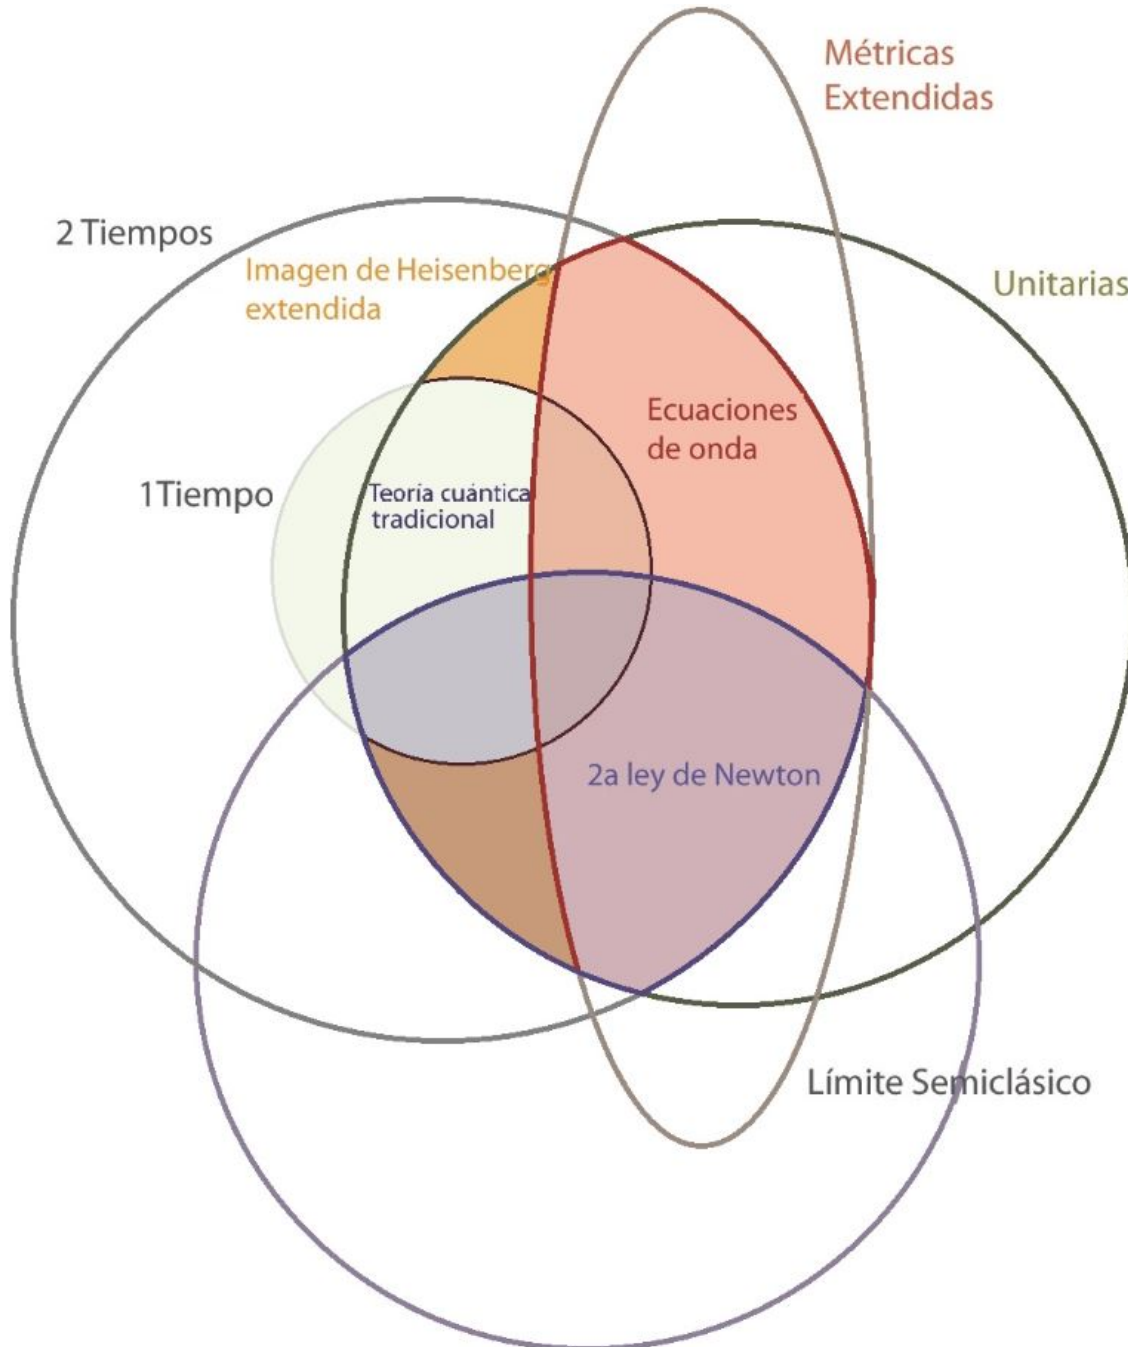 Métricas
Extendidas
2 Tiempos
Imagen de Heisenberg
extendida
Unitarias
Ecuaciones
de onda
1Tiempo
Teoría cuántica
tradicional
2a ley de Newton
Límite Semiclásico